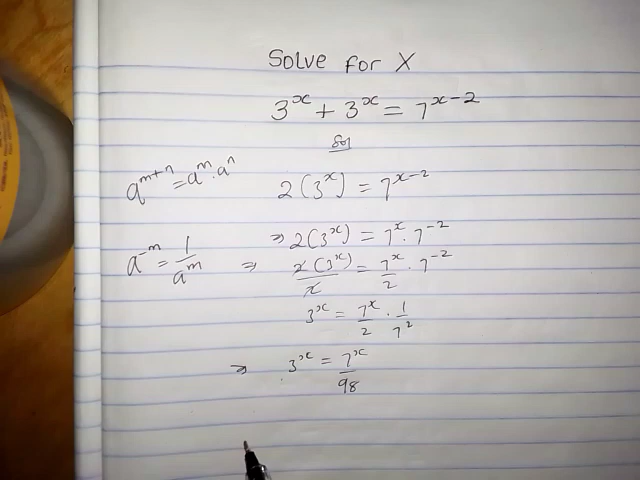 Solve for X
3^x + 3^x = 7^(x-2)
Sol
a^(m+n) = a^m . a^n
2(3^x) = 7^(x-2)
⇒ 2(3^x) = 7^x . 7^(-2)
a^(-m) = 1/a^m
⇒ 2(3^x)/2 = 7^x/2 . 7^(-2)
3^x = 7^x/2 . 1/7^2
⇒ 3^x = 7^x/98